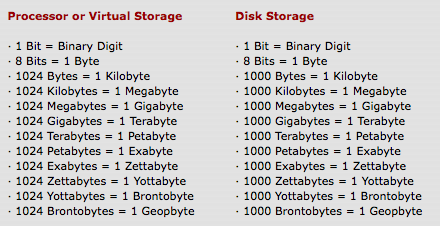 Processor or Virtual Storage
· 1 Bit = Binary Digit
· 8 Bits = 1 Byte
· 1024 Bytes = 1 Kilobyte
· 1024 Kilobytes = 1 Megabyte
· 1024 Megabytes = 1 Gigabyte
· 1024 Gigabytes = 1 Terabyte
· 1024 Terabytes = 1 Petabyte
· 1024 Petabytes = 1 Exabyte
· 1024 Exabytes = 1 Zettabyte
· 1024 Zettabytes = 1 Yottabyte
· 1024 Yottabytes = 1 Brontobyte
· 1024 Brontobytes = 1 Geopbyte
Disk Storage
· 1 Bit = Binary Digit
· 8 Bits = 1 Byte
· 1000 Bytes = 1 Kilobyte
· 1000 Kilobytes = 1 Megabyte
· 1000 Megabytes = 1 Gigabyte
· 1000 Gigabytes = 1 Terabyte
· 1000 Terabytes = 1 Petabyte
· 1000 Petabytes = 1 Exabyte
· 1000 Exabytes = 1 Zettabyte
· 1000 Zettabytes = 1 Yottabyte
· 1000 Yottabytes = 1 Brontobyte
· 1000 Brontobytes = 1 Geopbyte